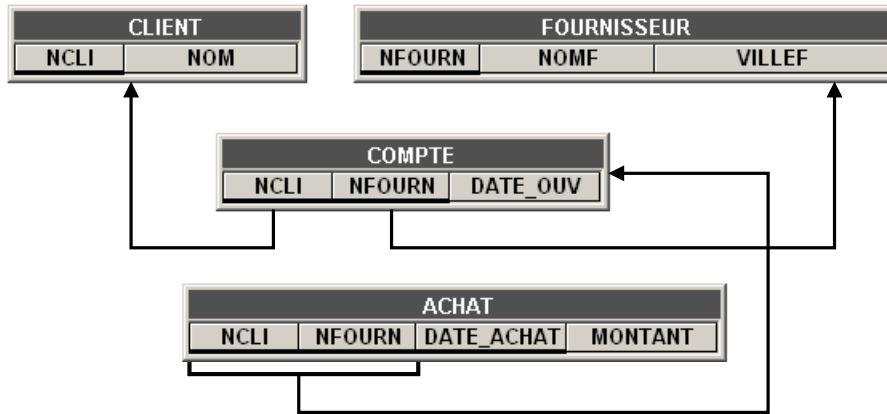 CLIENT
NCLI NOM
FOURNISSEUR
NFOURN NOMF VILLEF
COMPTE
NCLI NFOURN DATE_OUV
ACHAT
NCLI NFOURN DATE_ACHAT MONTANT